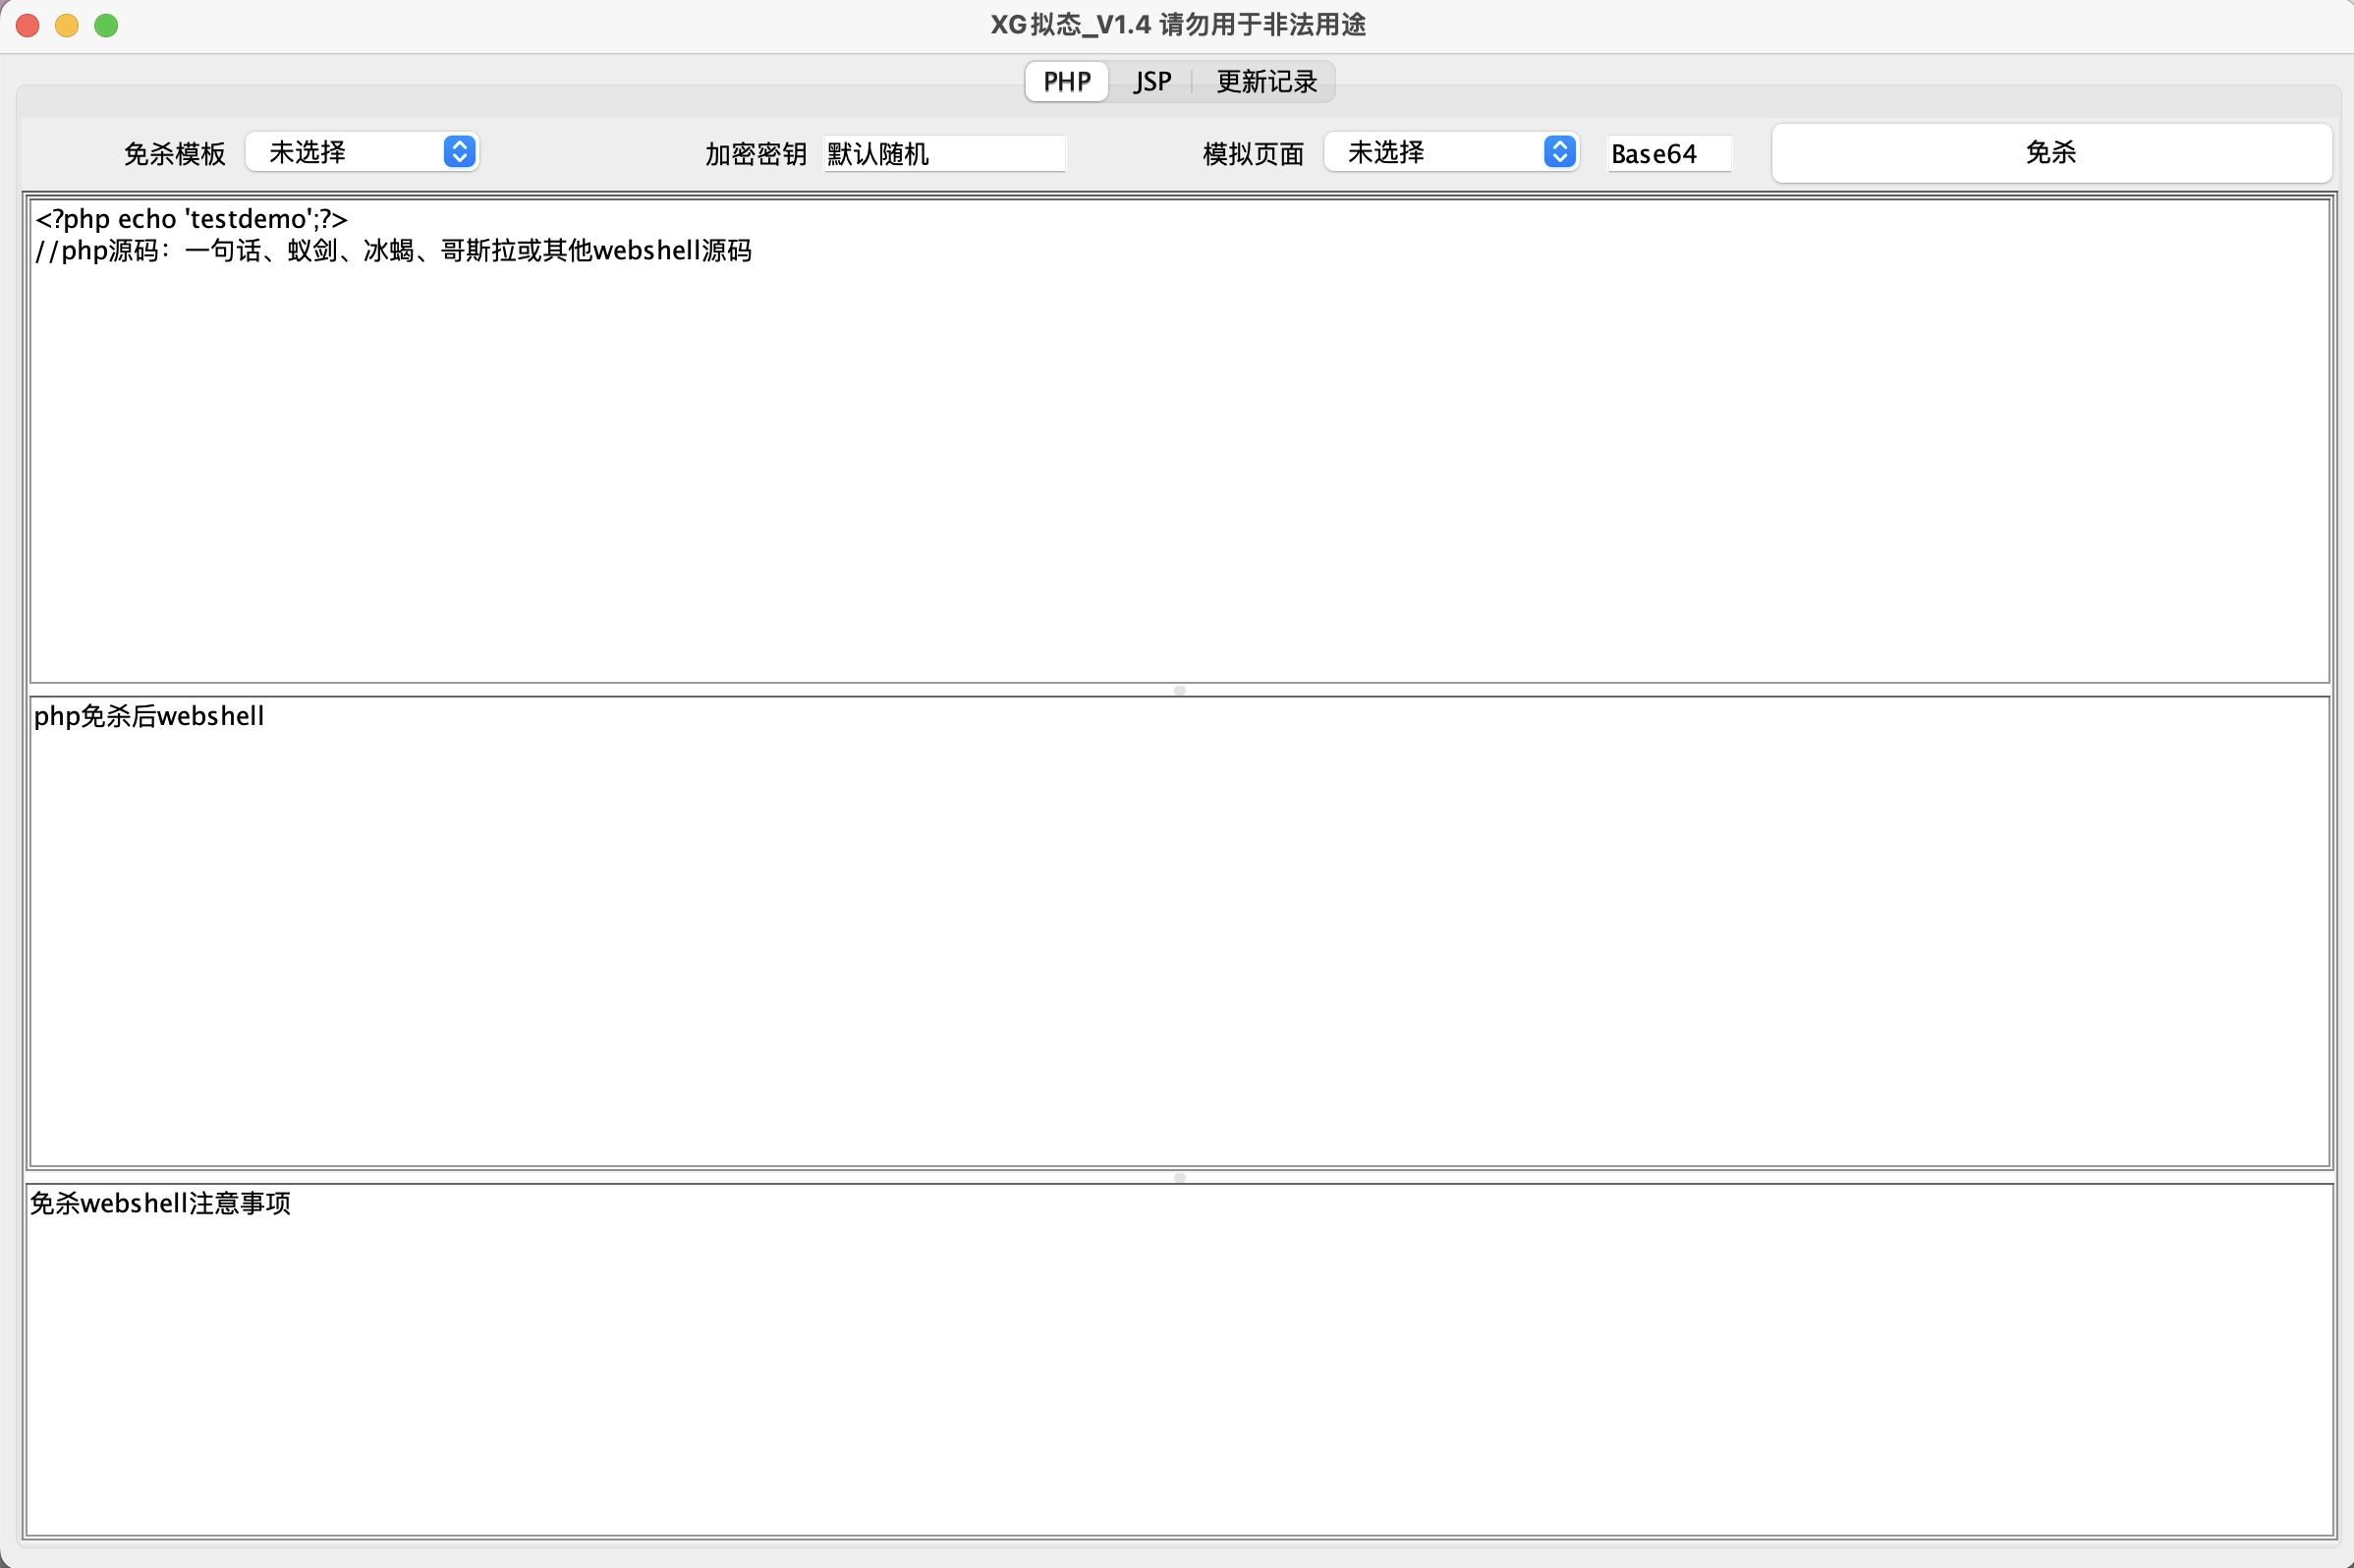 XG拟态_V1.4 请勿用于非法用途
PHP JSP 更新记录
免杀模板 未选择 加密密钥 默认随机 模拟页面 未选择 Base64 免杀
<?php echo 'testdemo';?>
//php源码：一句话、蚁剑、冰蝎、哥斯拉或其他webshell源码
php免杀后webshell
免杀webshell注意事项